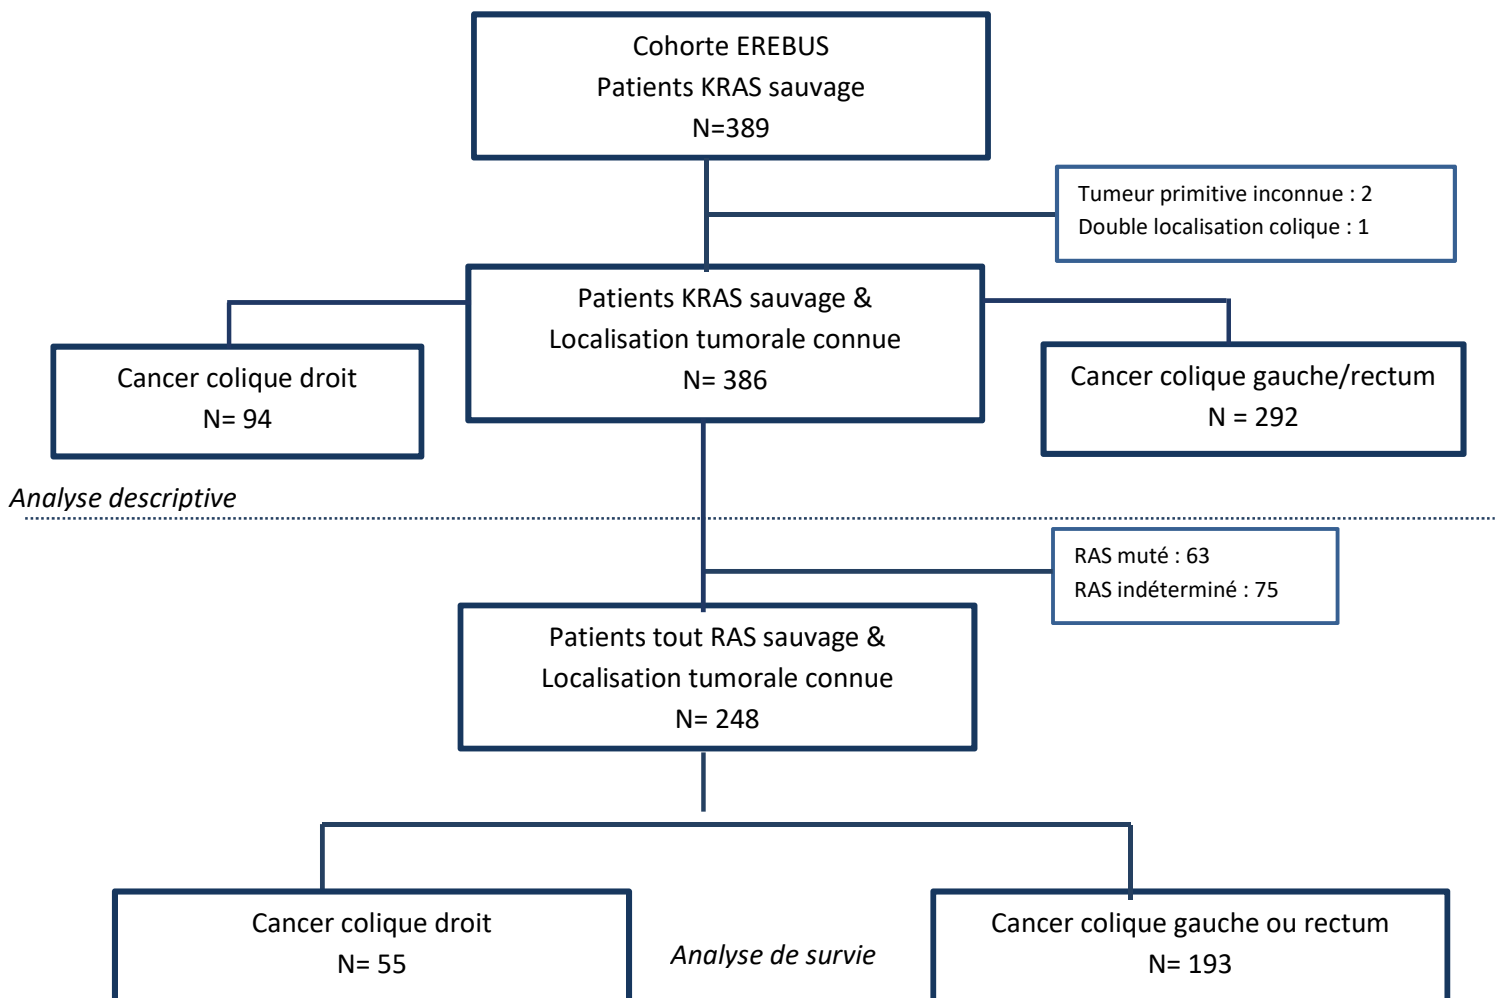 Cohorte EREBUS
Patients KRAS sauvage
N=389
Tumeur primitive inconnue : 2
Double localisation colique : 1
Patients KRAS sauvage &
Localisation tumorale connue
N= 386
Cancer colique droit
N= 94
Cancer colique gauche/rectum
N = 292
Analyse descriptive
RAS muté : 63
RAS indéterminé : 75
Patients tout RAS sauvage &
Localisation tumorale connue
N= 248
Cancer colique droit
N= 55
Analyse de survie
Cancer colique gauche ou rectum
N= 193